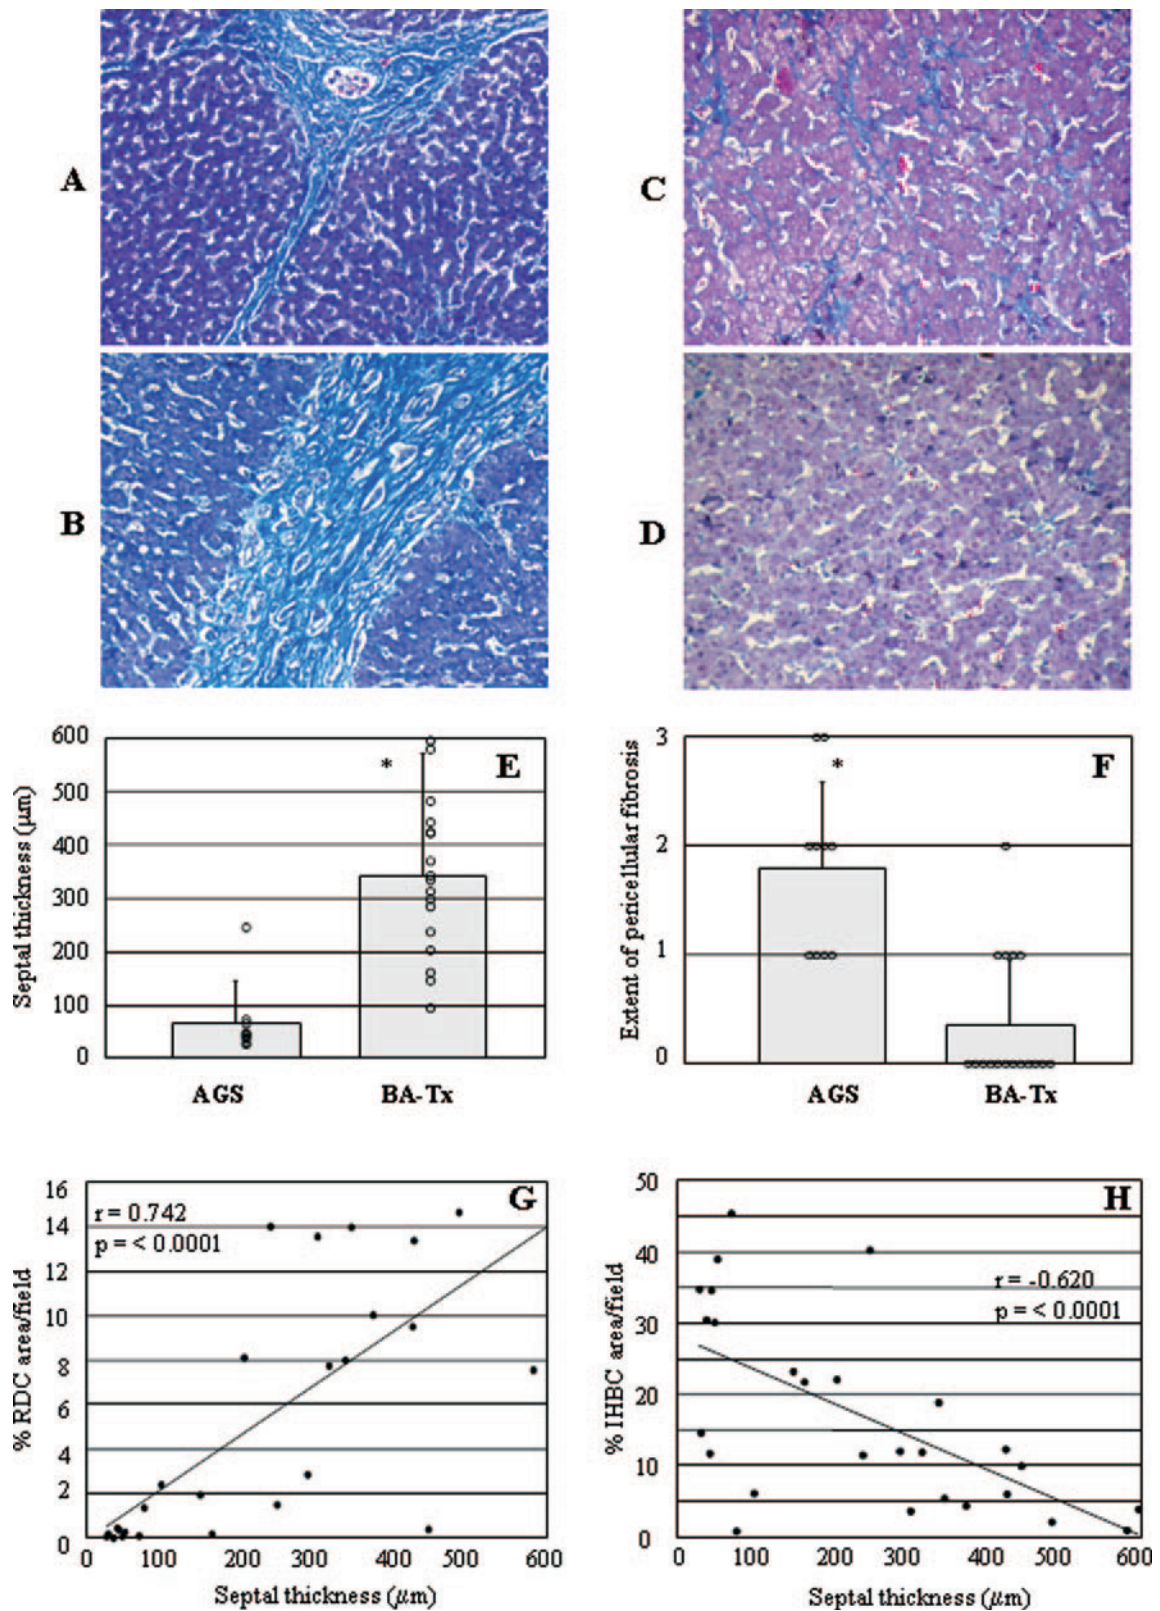 A
C
B
D
E
Septal thickness (µm)
600
500
400
300
200
100
0
*
AGS
BA-Tx
F
Extent of pericellular fibrosis
3
2
1
0
*
AGS
BA-Tx
G
r = 0.742
p = < 0.0001
% RDC area/field
16
14
12
10
8
6
4
2
0
0 100 200 300 400 500 600
Septal thickness (µm)
H
r = -0.620
p = < 0.0001
% IHBC area/field
50
40
30
20
10
0
0 100 200 300 400 500 600
Septal thickness (µm)